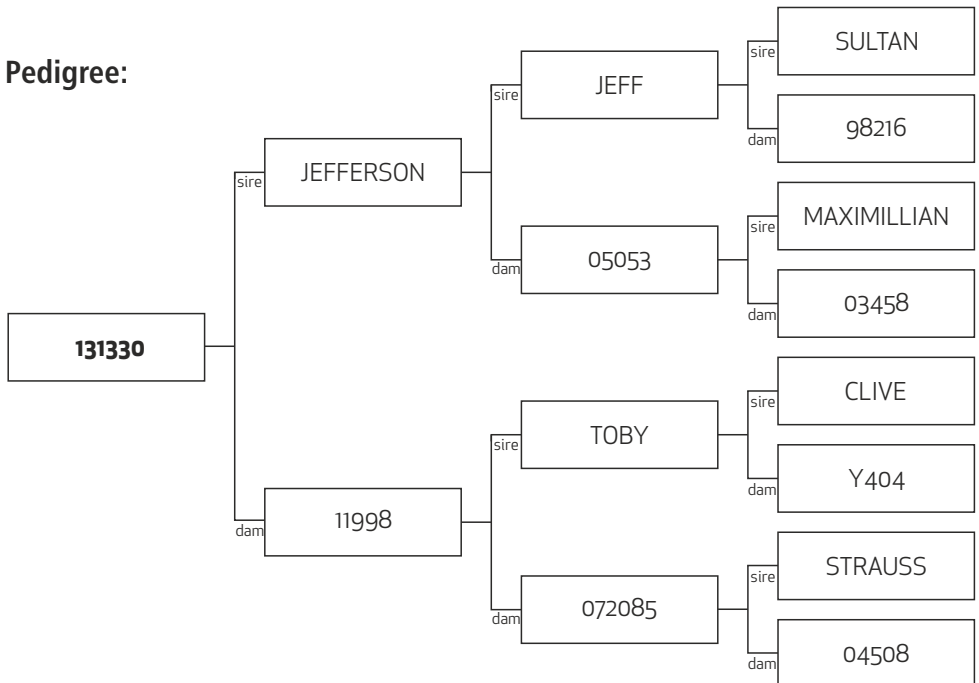 Pedigree:
131330
sire
JEFFERSON
dam
11998
sire
JEFF
dam
05053
sire
TOBY
dam
072085
sire
SULTAN
dam
98216
sire
MAXIMILLIAN
dam
03458
sire
CLIVE
dam
Y404
sire
STRAUSS
dam
04508